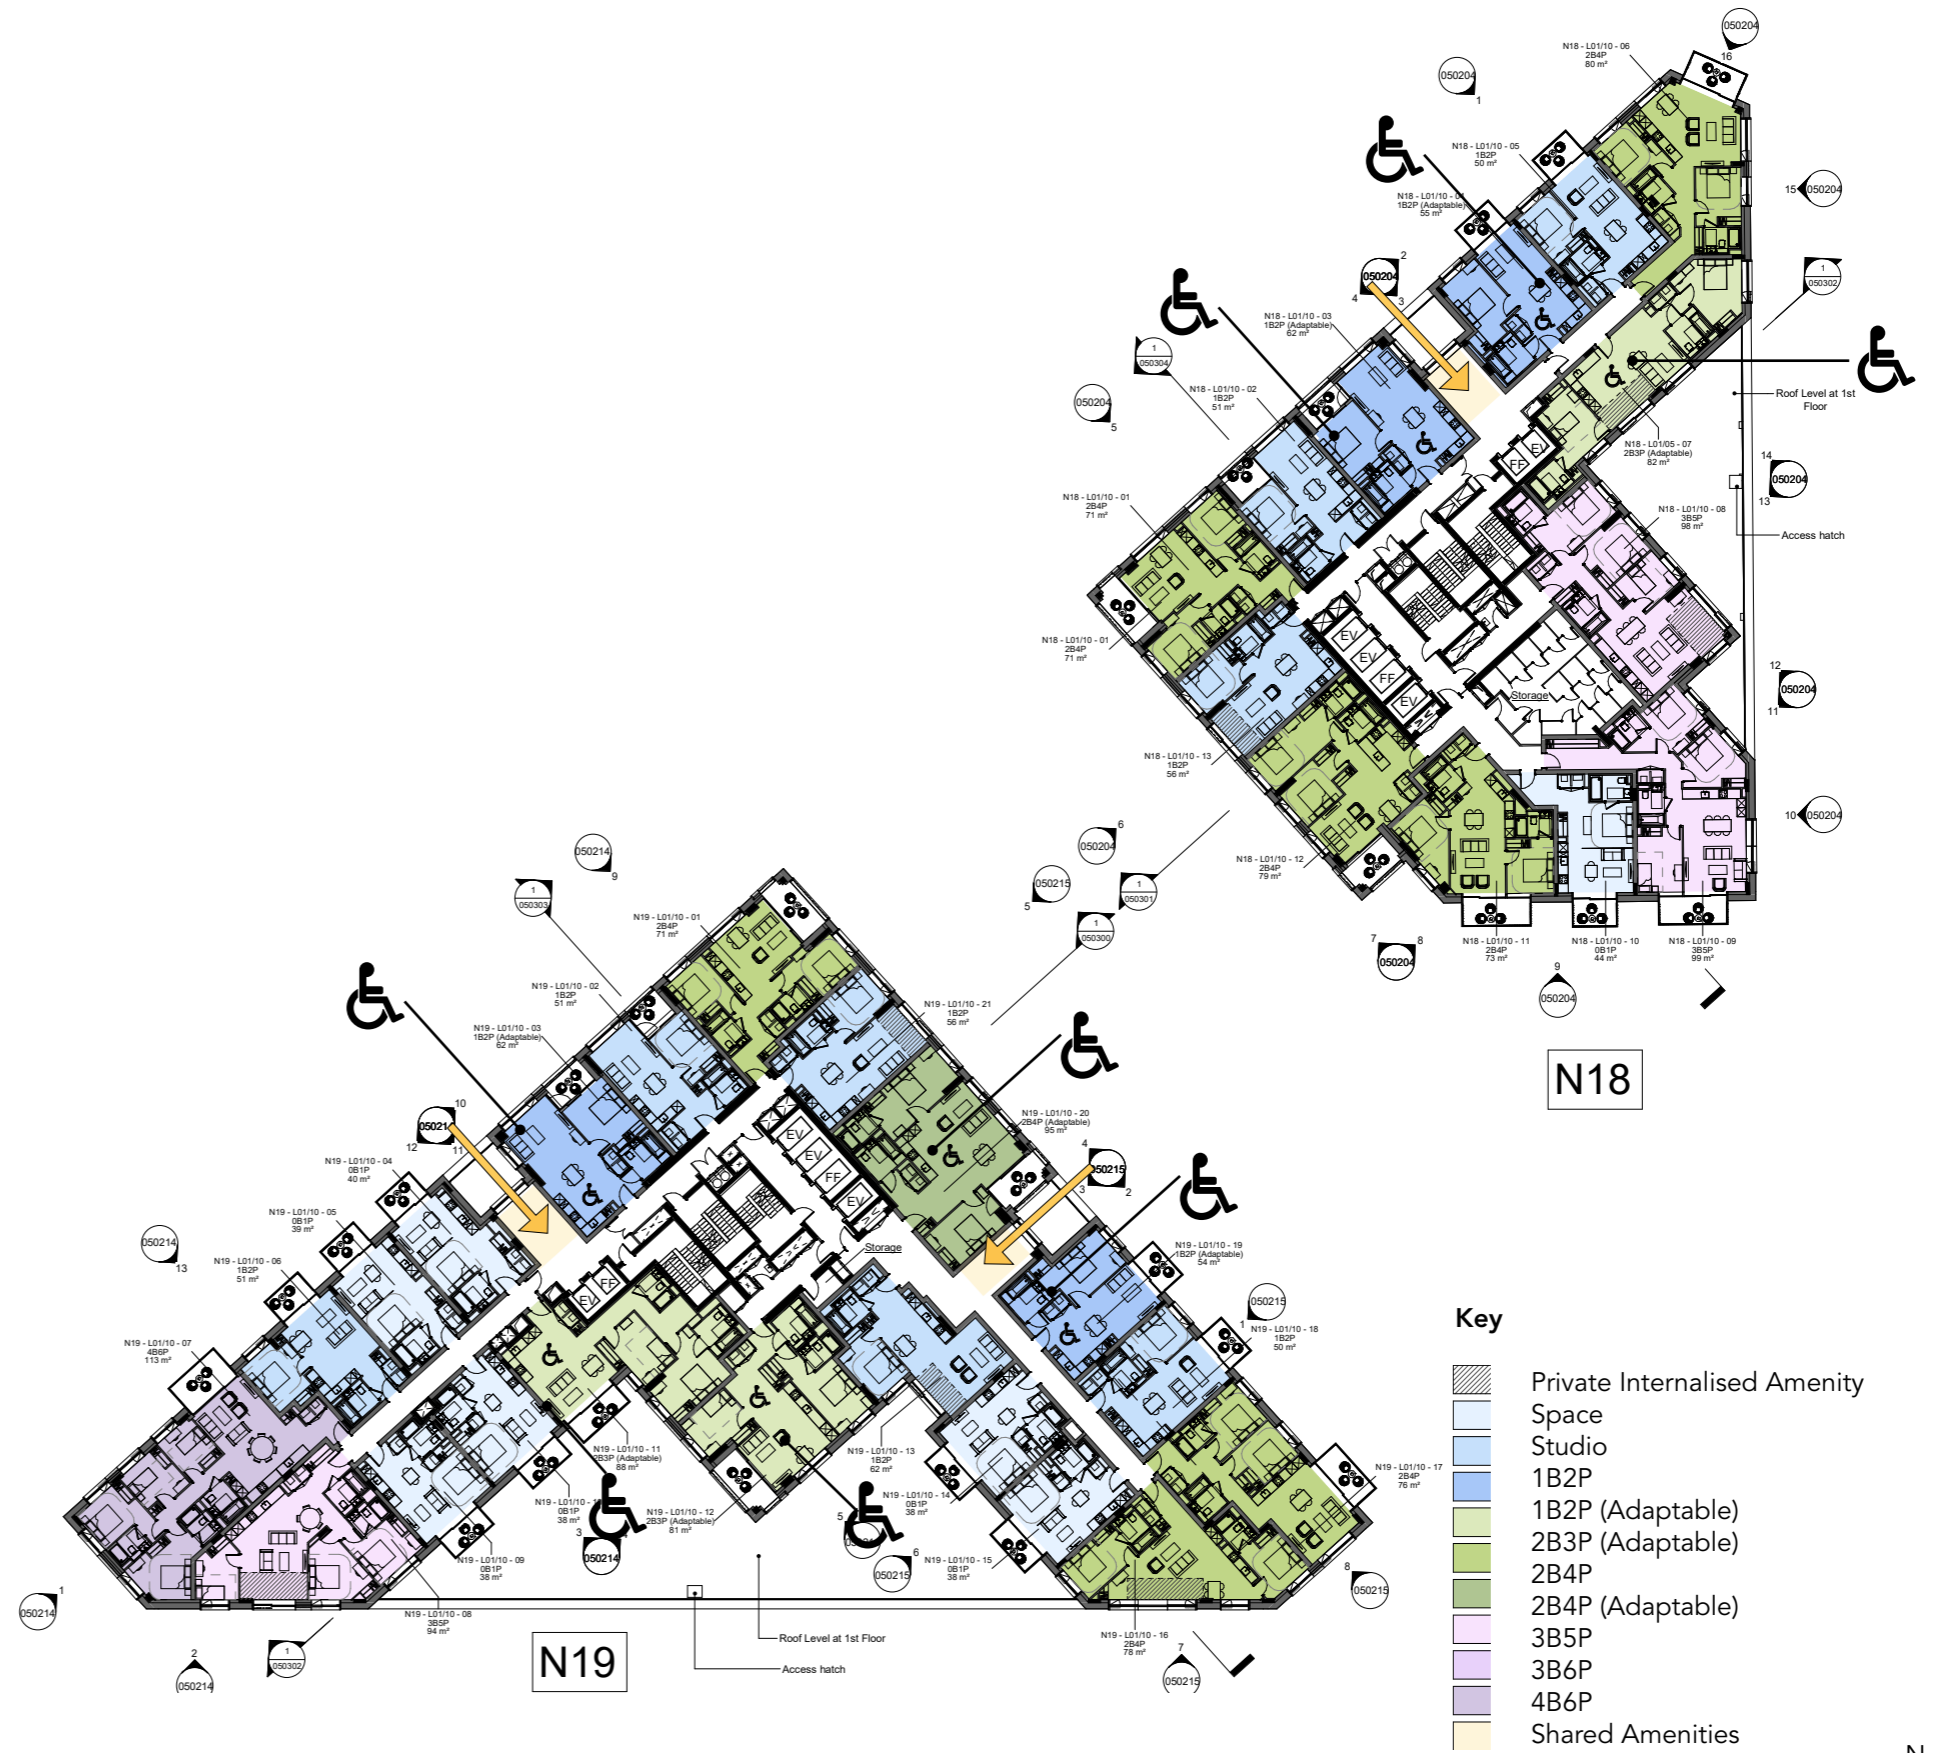 050204
16
N18 - L01/10 - 06
2B4P
80 m²
050204
1
N18 - L01/10 - 05
1B2P
50 m²
15
050204
N18 - L01/10 - 04
1B2P (Adaptable)
55 m²
2
050204
4
3
1
050302
N18 - L01/10 - 03
1B2P (Adaptable)
62 m²
1
050304
N18 - L01/10 - 02
1B2P
51 m²
050204
5
Roof Level at 1st
Floor
EV
FF
N18 - L01/05 - 07
2B3P (Adaptable)
82 m²
14
050204
13
N18 - L01/10 - 01
2B4P
71 m²
N18 - L01/10 - 08
3B5P
98 m²
Access hatch
N18 - L01/10 - 01
2B4P
71 m²
EV
EV
FF
EV
Storage
12
050204
11
N18 - L01/10 - 13
1B2P
56 m²
10
050204
6
050204
N18 - L01/10 - 12
2B4P
79 m²
050214
9
050215
5
1
050301
1
050303
1
050300
N18 - L01/10 - 11
2B4P
73 m²
N18 - L01/10 - 10
0B1P
44 m²
N18 - L01/10 - 09
3B5P
99 m²
7
8
050204
9
050204
N18
N19 - L01/10 - 01
2B4P
71 m²
N19 - L01/10 - 02
1B2P
51 m²
N19 - L01/10 - 21
1B2P
56 m²
N19 - L01/10 - 03
1B2P (Adaptable)
62 m²
10
05021
12
11
N19 - L01/10 - 20
2B4P (Adaptable)
95 m²
4
050215
3
2
EV
EV
FF
EV
Storage
N19 - L01/10 - 04
0B1P
40 m²
N19 - L01/10 - 05
0B1P
39 m²
050214
13
N19 - L01/10 - 06
1B2P
51 m²
N19 - L01/10 - 19
1B2P (Adaptable)
54 m²
FF
EV
050215
1
N19 - L01/10 - 18
1B2P
50 m²
N19 - L01/10 - 07
4B6P
113 m²
N19 - L01/10 - 11
2B3P (Adaptable)
88 m²
N19 - L01/10 - 13
1B2P
62 m²
N19 - L01/10 - 17
2B4P
76 m²
N19 - L01/10 - 1
0B1P
38 m²
N19 - L01/10 - 12
2B3P (Adaptable)
81 m²
N19 - L01/10 - 14
0B1P
38 m²
3
050214
5
6
050215
N19 - L01/10 - 09
0B1P
38 m²
N19 - L01/10 - 15
0B1P
38 m²
8
050215
1
050214
N19 - L01/10 - 08
3B5P
94 m²
2
050214
1
050302
N19
Roof Level at 1st Floor
Access hatch
N19 - L01/10 - 16
2B4P
78 m²
7
050215
Key
Private Internalised Amenity
Space
Studio
1B2P
1B2P (Adaptable)
2B3P (Adaptable)
2B4P
2B4P (Adaptable)
3B5P
3B6P
4B6P
Shared Amenities